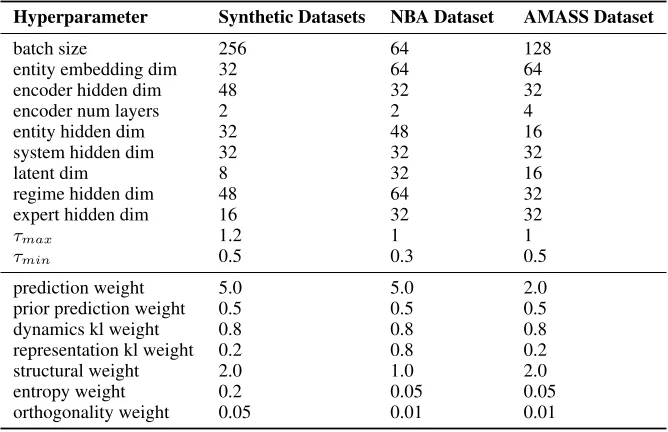 Hyperparameter Synthetic Datasets NBA Dataset AMASS Dataset
batch size 256 64 128
entity embedding dim 32 64 64
encoder hidden dim 48 32 32
encoder num layers 2 2 4
entity hidden dim 32 48 16
system hidden dim 32 32 32
latent dim 8 32 16
regime hidden dim 48 64 32
expert hidden dim 16 32 32
τmax 1.2 1 1
τmin 0.5 0.3 0.5
prediction weight 5.0 5.0 2.0
prior prediction weight 0.5 0.5 0.5
dynamics kl weight 0.8 0.8 0.8
representation kl weight 0.2 0.8 0.2
structural weight 2.0 1.0 2.0
entropy weight 0.2 0.05 0.05
orthogonality weight 0.05 0.01 0.01